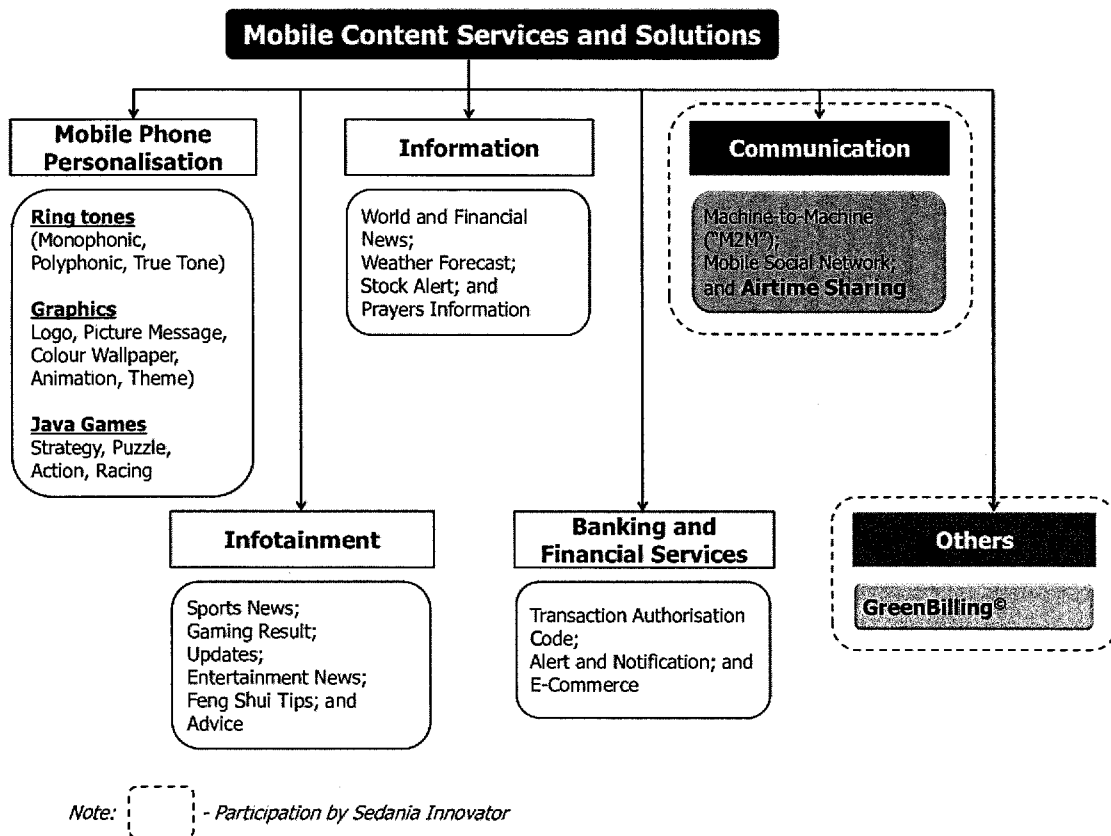 Mobile Content Services and Solutions
Mobile Phone
Personalisation
Ring tones
(Monophonic,
Polyphonic, True Tone)
Graphics
Logo, Picture Message,
Colour Wallpaper,
Animation, Theme)
Java Games
Strategy, Puzzle,
Action, Racing
Information
World and Financial
News;
Weather Forecast;
Stock Alert; and
Prayers Information
Communication
Machine-to-Machine
("M2M");
Mobile Social Network;
and Airtime Sharing
Infotainment
Sports News;
Gaming Result;
Updates;
Entertainment News;
Feng Shui Tips; and
Advice
Banking and
Financial Services
Transaction Authorisation
Code;
Alert and Notification; and
E-Commerce
Others
GreenBilling©
Note: - Participation by Sedania Innovator